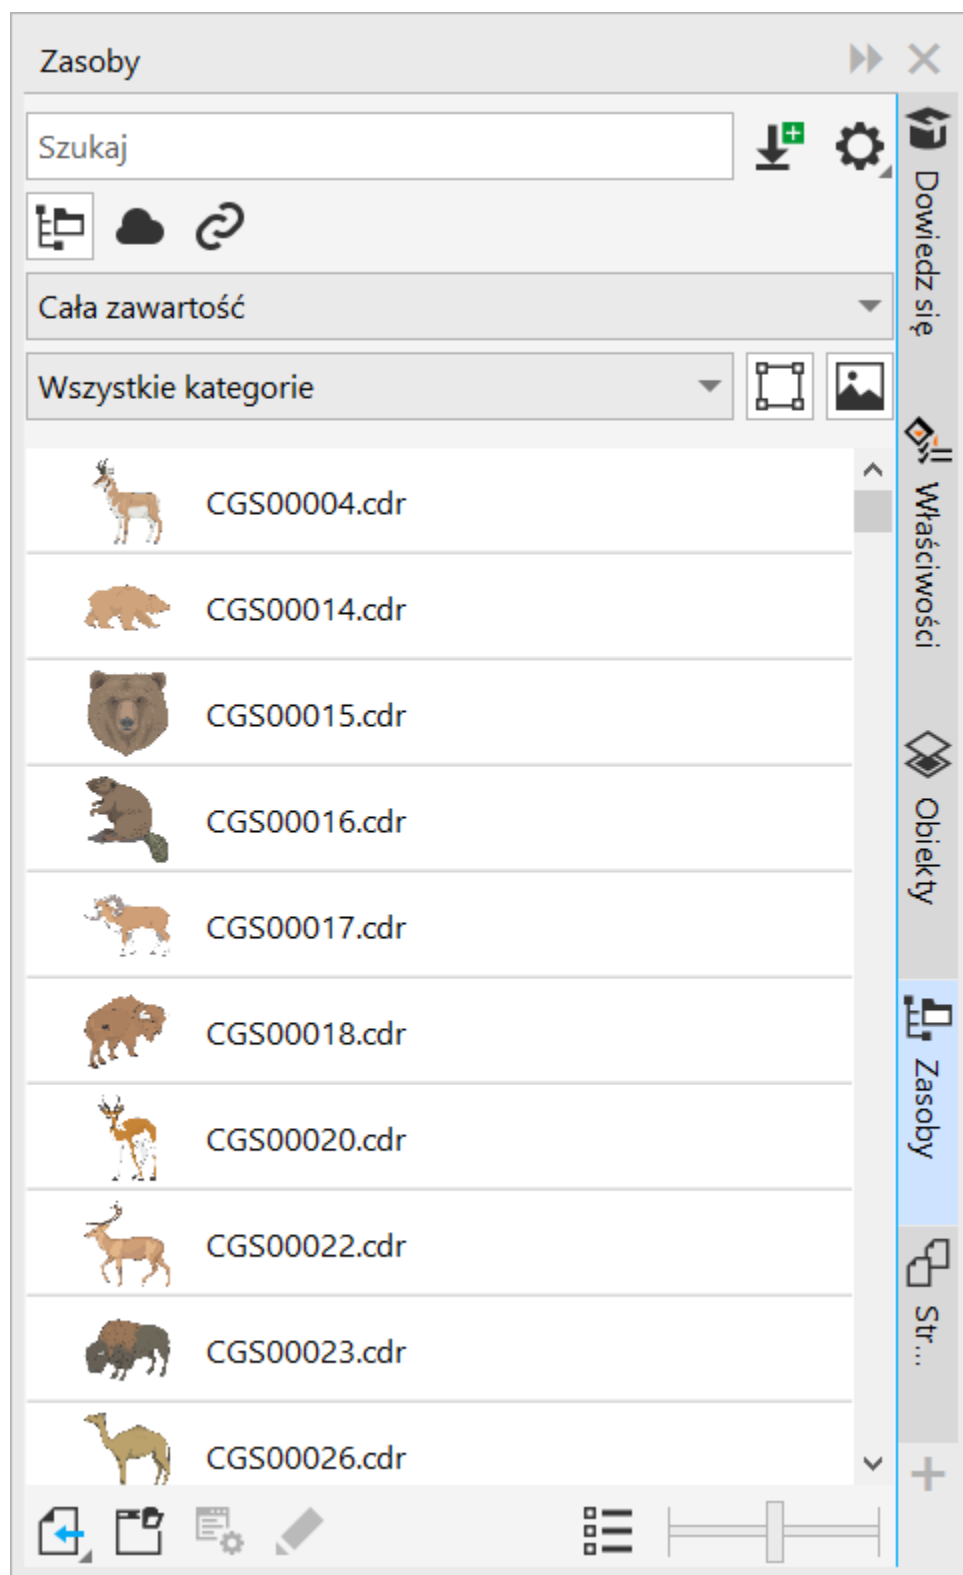 Zasoby
Szukaj
Cała zawartość
Wszystkie kategorie
CGS00004.cdr
CGS00014.cdr
CGS00015.cdr
CGS00016.cdr
CGS00017.cdr
CGS00018.cdr
CGS00020.cdr
CGS00022.cdr
CGS00023.cdr
CGS00026.cdr
Dowiedz się
Właściwości
Obiekty
Zasoby
Str...